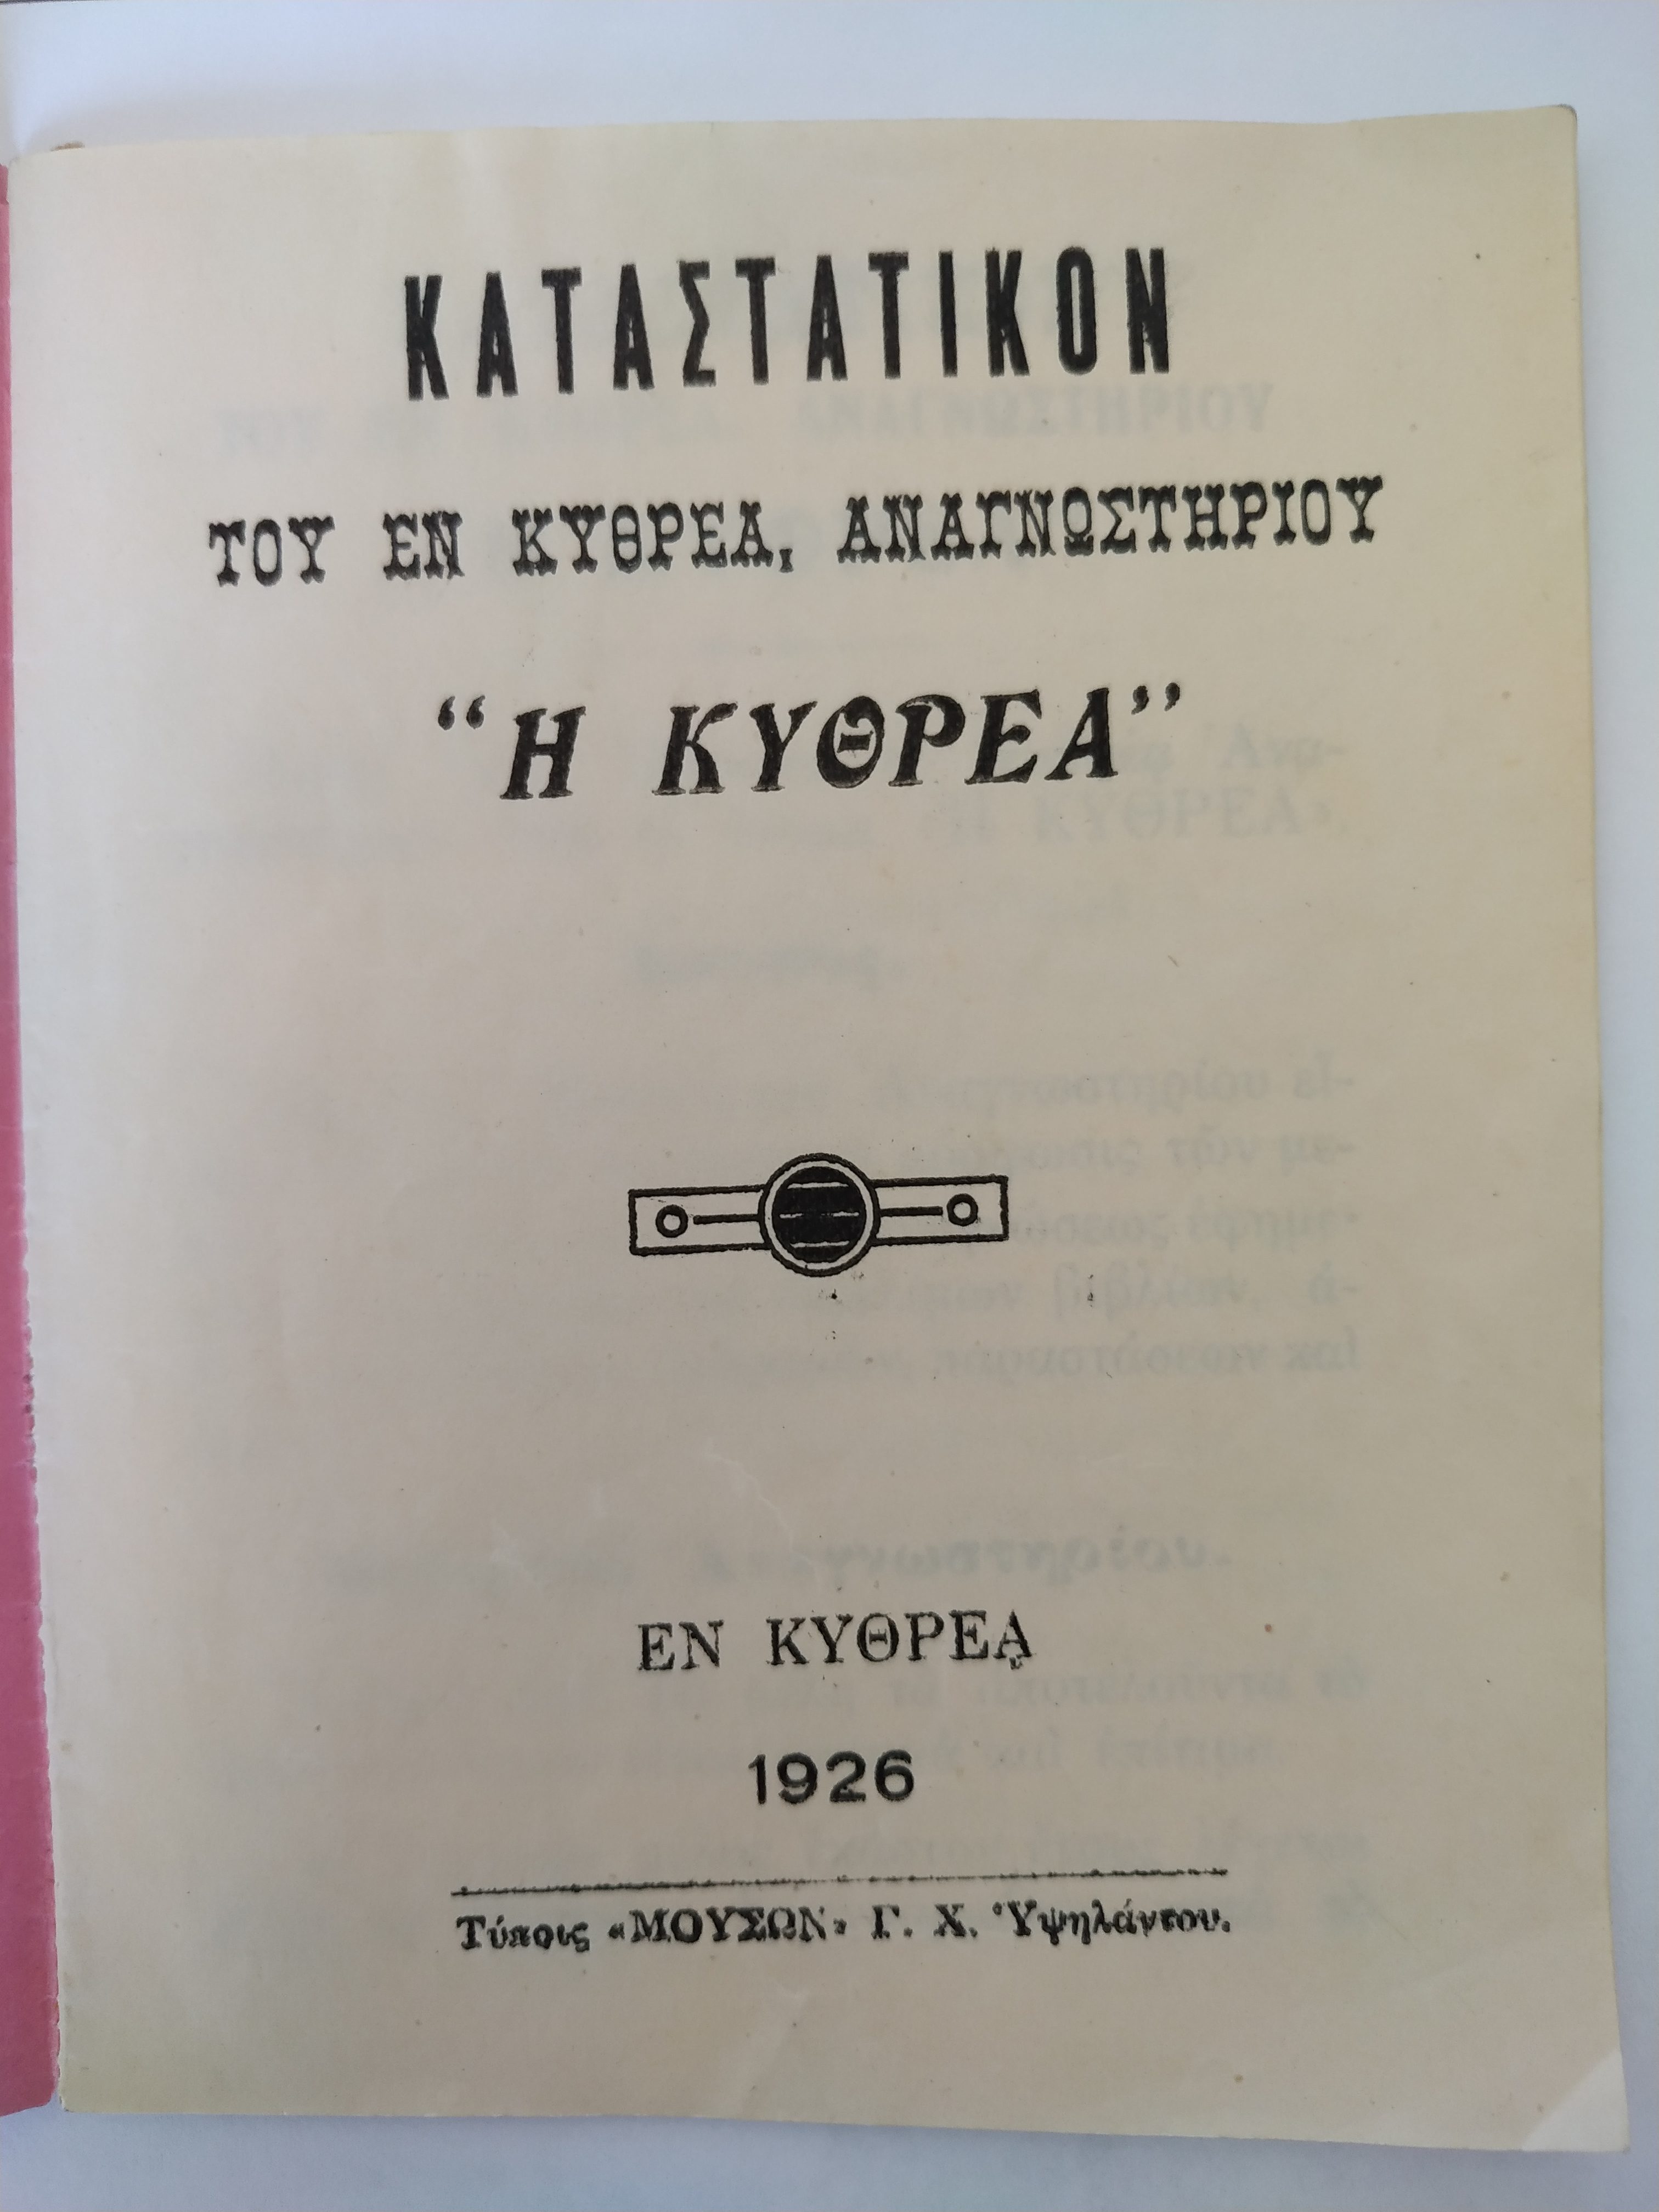 ΚΑΤΑΣΤΑΤΙΚΟΝ
ΤΟΥ ΕΝ ΚΥΘΡΕΑ, ΑΝΑΓΝΩΣΤΗΡΙΟΥ
“Η ΚΥΘΡΕΑ”
ΕΝ ΚΥΘΡΕᾼ
1926
Τύποις «ΜΟΥΣΩΝ» Γ. Χ. Ὑψηλάντου.